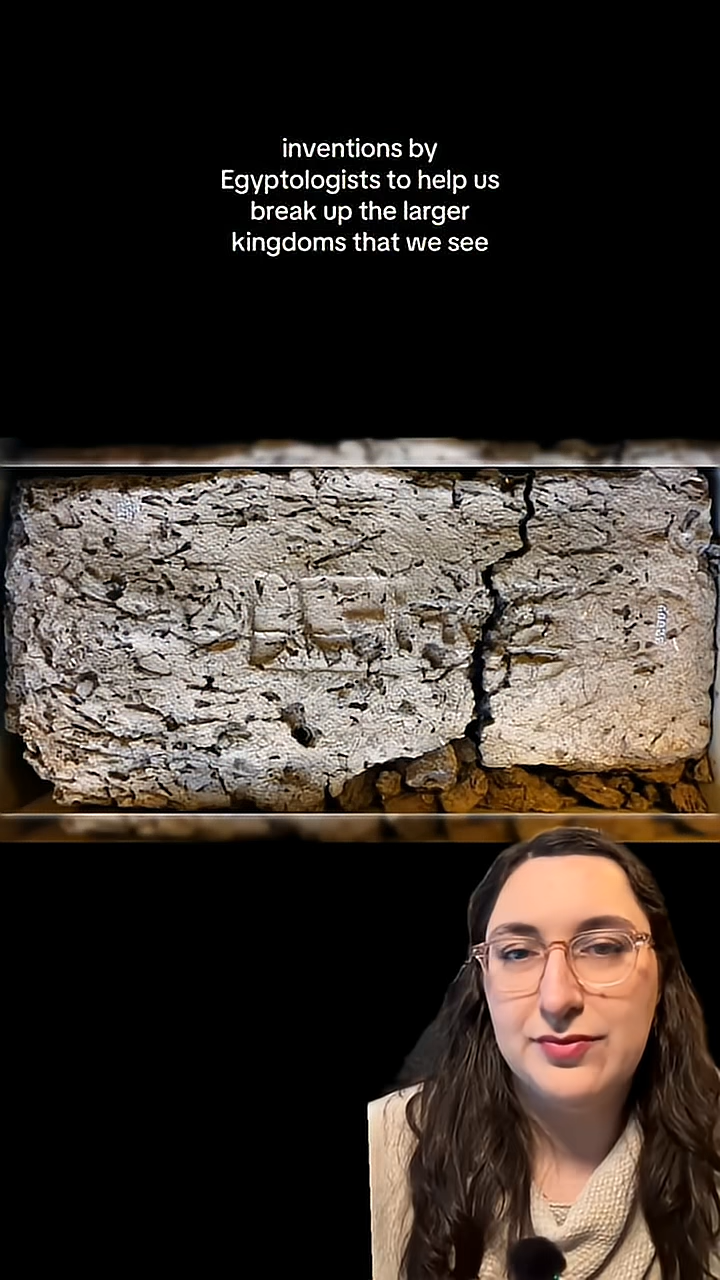 inventions by
Egyptologists to help us
break up the larger
kingdoms that we see